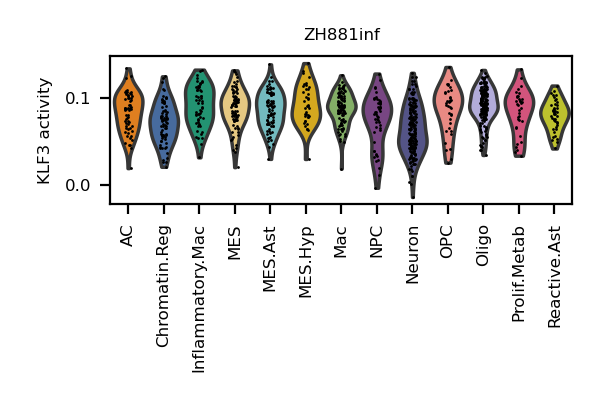 ZH881inf
KLF3 activity
0.1
0.0
AC
Chromatin.Reg
Inflammatory.Mac
MES
MES.Ast
MES.Hyp
Mac
NPC
Neuron
OPC
Oligo
Prolif.Metab
Reactive.Ast